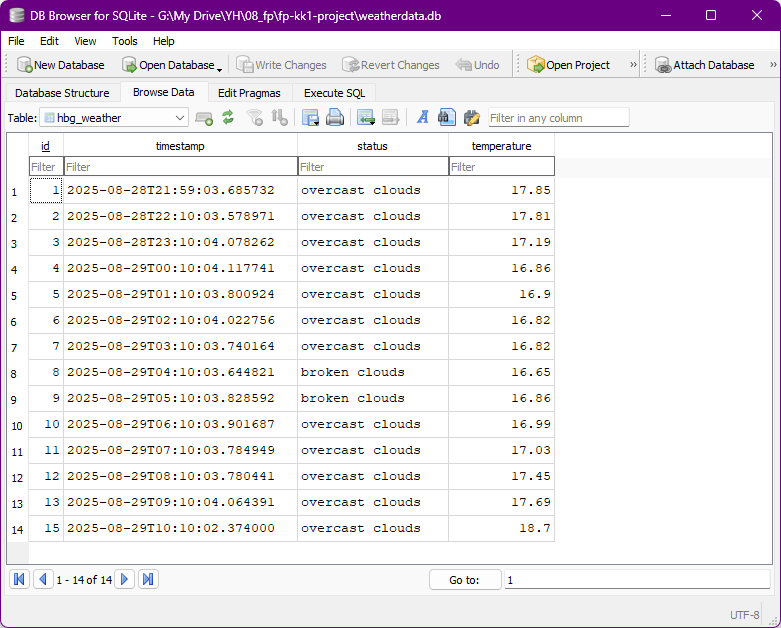 DB Browser for SQLite - G:\My Drive\YH\08_fp\fp-kk1-project\weatherdata.db
File Edit View Tools Help
New Database Open Database Write Changes Revert Changes Undo Open Project » Attach Database »
Database Structure Browse Data Edit Pragmas Execute SQL
Table: hbg_weather Filter in any column
id timestamp status temperature
Filter Filter Filter Filter
1 1 2025-08-28T21:59:03.685732 overcast clouds 17.85
2 2 2025-08-28T22:10:03.578971 overcast clouds 17.81
3 3 2025-08-28T23:10:04.078262 overcast clouds 17.19
4 4 2025-08-29T00:10:04.117741 overcast clouds 16.86
5 5 2025-08-29T01:10:03.800924 overcast clouds 16.9
6 6 2025-08-29T02:10:04.022756 overcast clouds 16.82
7 7 2025-08-29T03:10:03.740164 overcast clouds 16.82
8 8 2025-08-29T04:10:03.644821 broken clouds 16.65
9 9 2025-08-29T05:10:03.828592 broken clouds 16.86
10 10 2025-08-29T06:10:03.901687 overcast clouds 16.99
11 11 2025-08-29T07:10:03.784949 overcast clouds 17.03
12 12 2025-08-29T08:10:03.780441 overcast clouds 17.45
13 13 2025-08-29T09:10:04.064391 overcast clouds 17.69
14 15 2025-08-29T10:10:02.374000 overcast clouds 18.7
1 - 14 of 14 Go to: 1
UTF-8